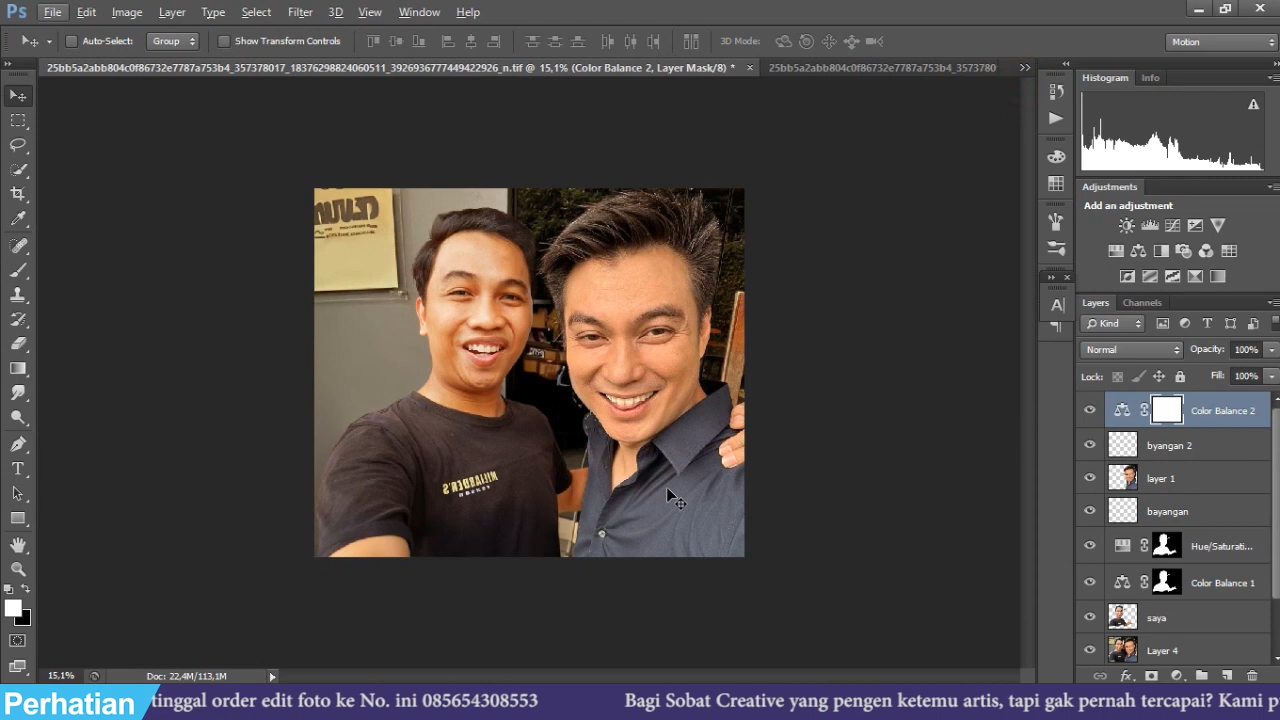 Ps File Edit Image Layer Type Select Filter 3D View Window Help
Auto-Select: Group Show Transform Controls 3D Mode: Motion
25bb5a2abb804c0f86732e7787a753b4_357378017_18376298824060511_3926936777449422926_n.tif @ 15,1% (Color Balance 2, Layer Mask/8) * 25bb5a2abb804c0f86732e7787a753b4_3573780
Histogram Info
Adjustments
Add an adjustment
Layers Channels
Kind
Normal Opacity: 100%
Lock: Fill: 100%
Color Balance 2
byangan 2
layer 1
bayangan
Hue/Saturati...
Color Balance 1
saya
Layer 4
MILIARDER'S
15,1% Doc: 22,4M/113,1M
Perhatian tinggal order edit foto ke No. ini 085654308553 Bagi Sobat Creative yang pengen ketemu artis, tapi gak pernah tercapai? Kami p